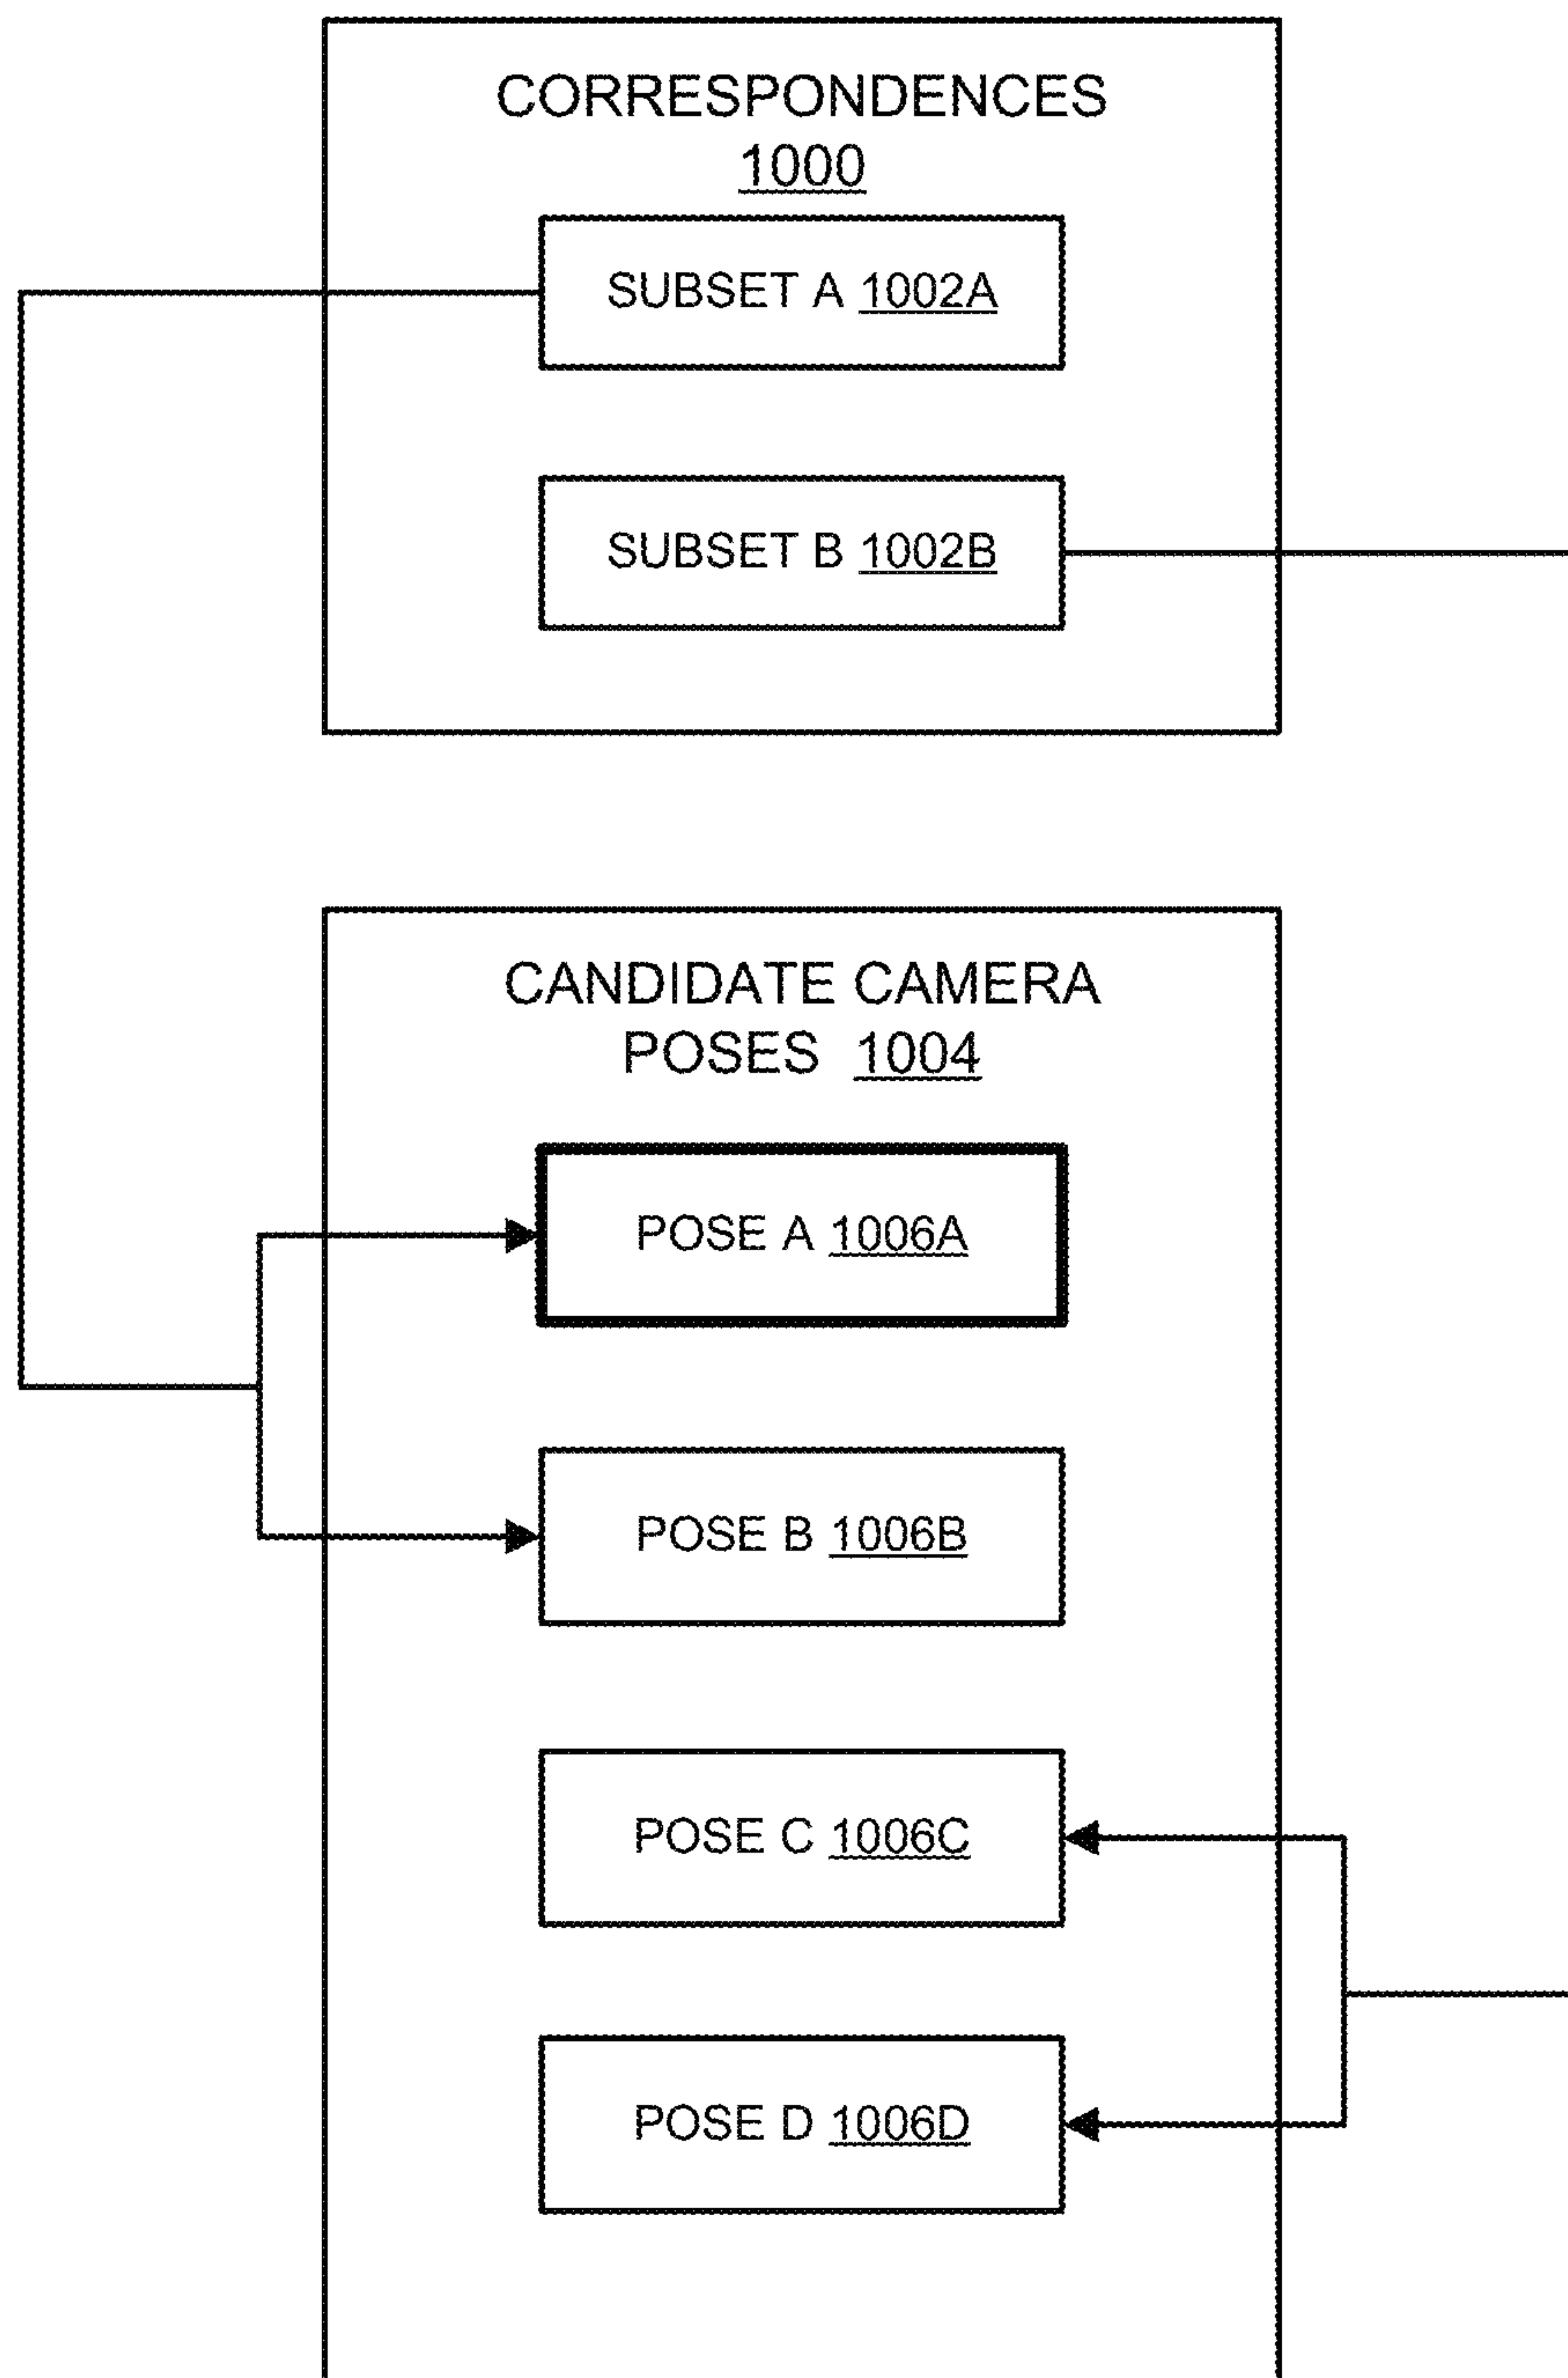 CORRESPONDENCES
1000
SUBSET A 1002A
SUBSET B 1002B
CANDIDATE CAMERA
POSES 1004
POSE A 1006A
POSE B 1006B
POSE C 1006C
POSE D 1006D